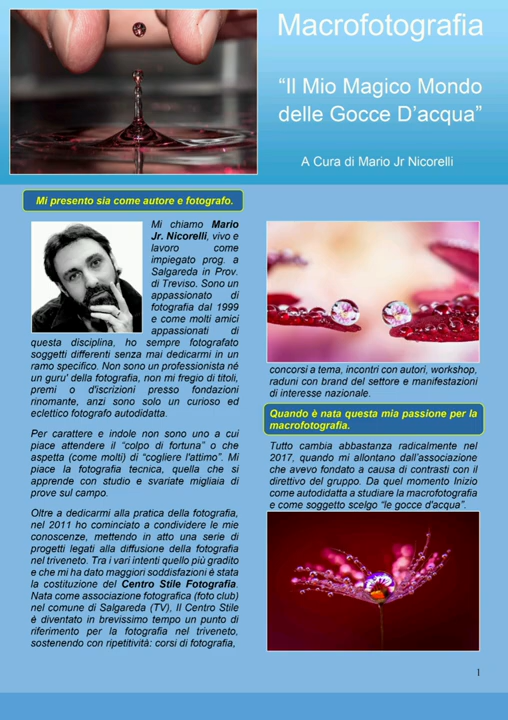 Macrofotografia
“Il Mio Magico Mondo
delle Gocce D’acqua”
A Cura di Mario Jr Nicorelli
Mi presento sia come autore e fotografo.
Mi chiamo Mario
Jr. Nicorelli, vivo e
lavoro come
impiegato prog. a
Salgareda in Prov.
di Treviso. Sono un
appassionato di
fotografia dal 1999
e come molti amici
appassionati di
questa disciplina, ho sempre fotografato
soggetti differenti senza mai dedicarmi in un
ramo specifico. Non sono un professionista né
un guru' della fotografia, non mi fregio di titoli,
premi o d'iscrizioni presso fondazioni
rinomante, anzi sono solo un curioso ed
eclettico fotografo autodidatta.
Per carattere e indole non sono uno a cui
piace attendere il “colpo di fortuna” o che
aspetta (come molti) di “cogliere l'attimo”. Mi
piace la fotografia tecnica, quella che si
apprende con studio e svariate migliaia di
prove sul campo.
Oltre a dedicarmi alla pratica della fotografia,
nel 2011 ho cominciato a condividere le mie
conoscenze, mettendo in atto una serie di
progetti legati alla diffusione della fotografia
nel triveneto. Tra i vari intenti quello più gradito
e che mi ha dato maggiori soddisfazioni è stata
la costituzione del Centro Stile Fotografia.
Nata come associazione fotografica (foto club)
nel comune di Salgareda (TV), Il Centro Stile
è diventato in brevissimo tempo un punto di
riferimento per la fotografia nel triveneto,
sostenendo con ripetitività: corsi di fotografia,
concorsi a tema, incontri con autori, workshop,
raduni con brand del settore e manifestazioni
di interesse nazionale.
Quando è nata questa mia passione per la
macrofotografia.
Tutto cambia abbastanza radicalmente nel
2017, quando mi allontano dall’associazione
che avevo fondato a causa di contrasti con il
direttivo del gruppo. Da quel momento Inizio
come autodidatta a studiare la macrofotografia
e come soggetto scelgo “le gocce d'acqua”.
1